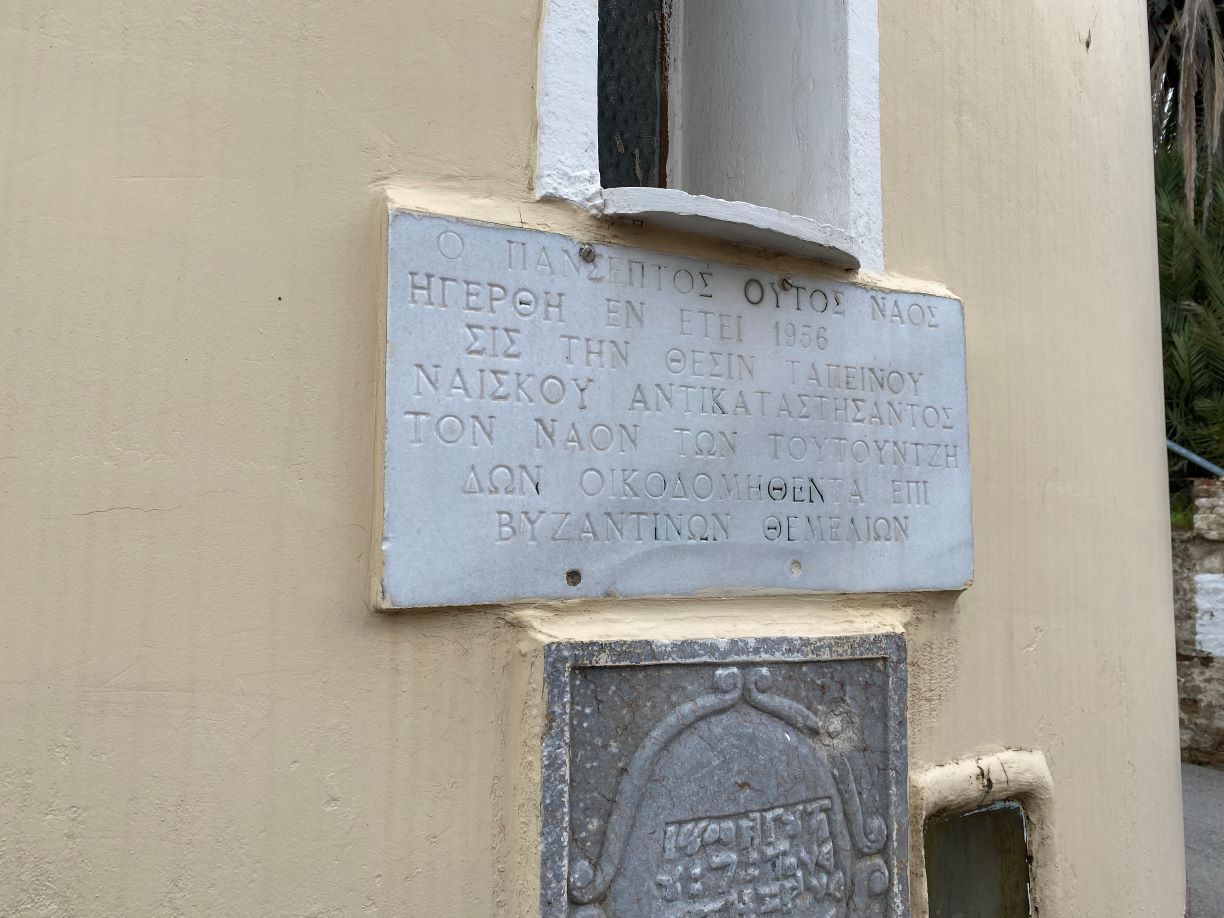 Ο ΠΑΝΣΕΠΤΟΣ ΟΥΤΟΣ ΝΑΟΣ
ΗΓΕΡΘΗ ΕΝ ΕΤΕΙ 1956
ΣΙΣ ΤΗΝ ΘΕΣΙΝ ΤΑΠΕΙΝΟΥ
ΝΑΙΣΚΟΥ ΑΝΤΙΚΑΤΑΣΤΗΣΑΝΤΟΣ
ΤΟΝ ΝΑΟΝ ΤΩΝ ΤΟΥΤΟΥΝΤΖΗ
ΔΩΝ ΟΙΚΟΔΟΜΗΘΕΝΤΑ ΕΠΙ
ΒΥΖΑΝΤΙΝΩΝ ΘΕΜΕΛΙΩΝ